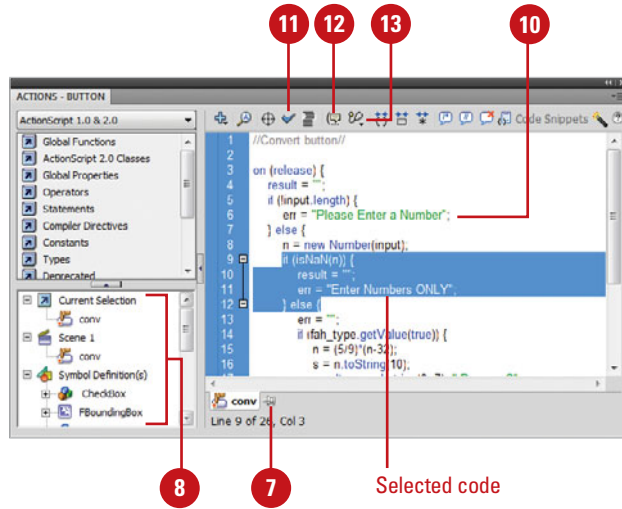 11 12 13 10
ACTIONS - BUTTON
ActionScript 1.0 & 2.0
Global Functions
ActionScript 2.0 Classes
Global Properties
Operators
Statements
Compiler Directives
Constants
Types
Deprecated
Current Selection
conv
Scene 1
conv
Symbol Definition(s)
CheckBox
FBoundingBox
Code Snippets
1 //Convert button//
2
3 on (release) {
4 result = "";
5 if (!input.length) {
6 err = "Please Enter a Number";
7 } else {
8 n = new Number(input);
9 if (isNaN(n)) {
10 result = "";
11 err = "Enter Numbers ONLY";
12 } else {
13 err = "";
14 if (fah_type.getValue(true)) {
15 n = (5/9)*(n-32);
16 s = n.toString(10);
conv
Line 9 of 26, Col 3
8 7 Selected code